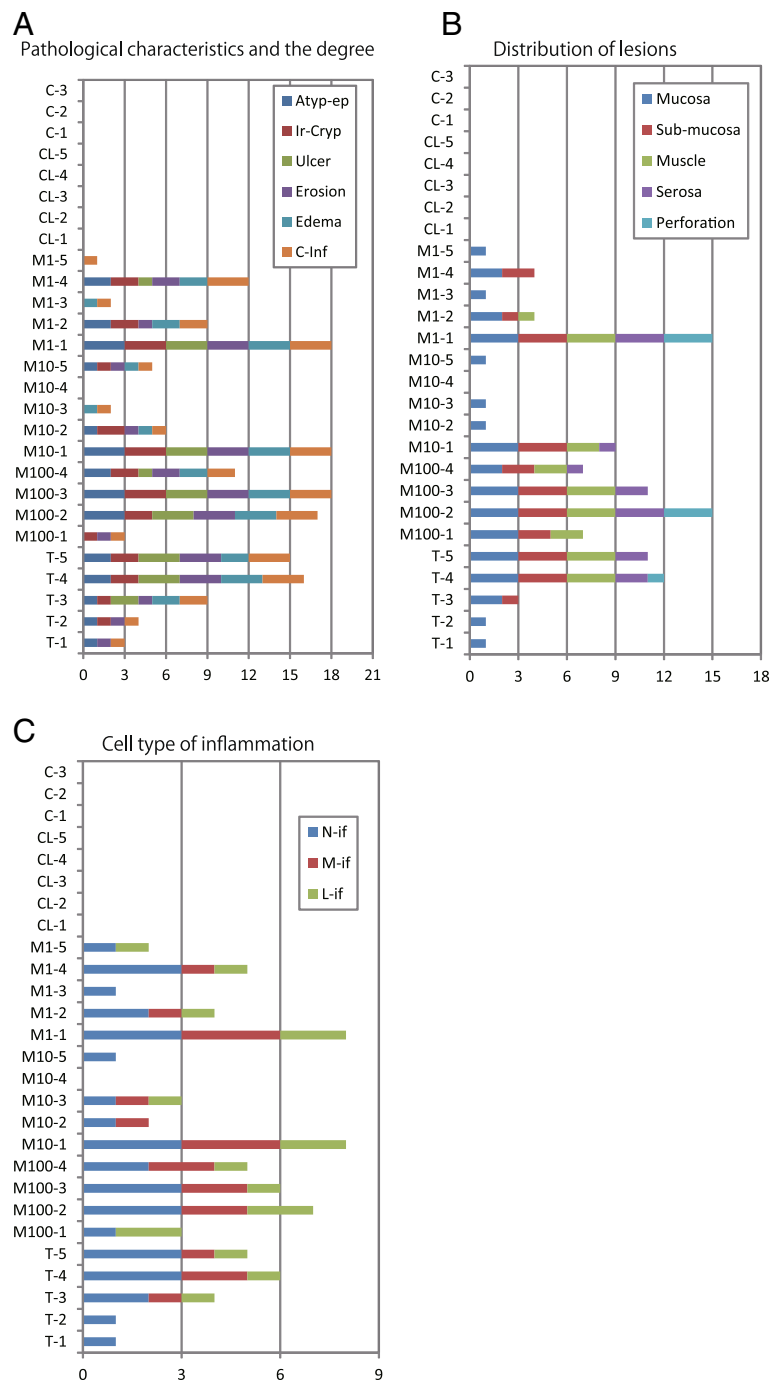 A
Pathological characteristics and the degree
C-3
C-2
C-1
CL-5
CL-4
CL-3
CL-2
CL-1
M1-5
M1-4
M1-3
M1-2
M1-1
M10-5
M10-4
M10-3
M10-2
M10-1
M100-4
M100-3
M100-2
M100-1
T-5
T-4
T-3
T-2
T-1
0 3 6 9 12 15 18 21
Atyp-ep
Ir-Cryp
Ulcer
Erosion
Edema
C-Inf
B
Distribution of lesions
C-3
C-2
C-1
CL-5
CL-4
CL-3
CL-2
CL-1
M1-5
M1-4
M1-3
M1-2
M1-1
M10-5
M10-4
M10-3
M10-2
M10-1
M100-4
M100-3
M100-2
M100-1
T-5
T-4
T-3
T-2
T-1
0 3 6 9 12 15 18
Mucosa
Sub-mucosa
Muscle
Serosa
Perforation
C
Cell type of inflammation
C-3
C-2
C-1
CL-5
CL-4
CL-3
CL-2
CL-1
M1-5
M1-4
M1-3
M1-2
M1-1
M10-5
M10-4
M10-3
M10-2
M10-1
M100-4
M100-3
M100-2
M100-1
T-5
T-4
T-3
T-2
T-1
0 3 6 9
N-if
M-if
L-if